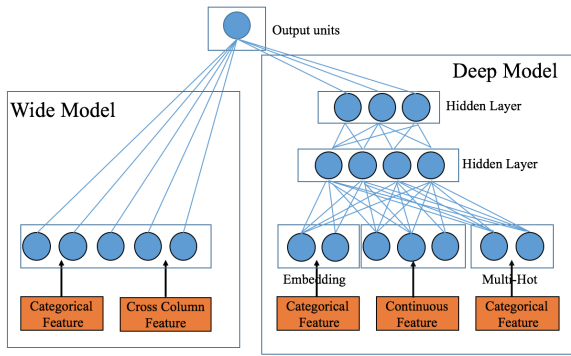 Output units
Deep Model
Wide Model
Hidden Layer
Hidden Layer
Embedding
Multi-Hot
Categorical
Feature
Cross Column
Feature
Categorical
Feature
Continuous
Feature
Categorical
Feature